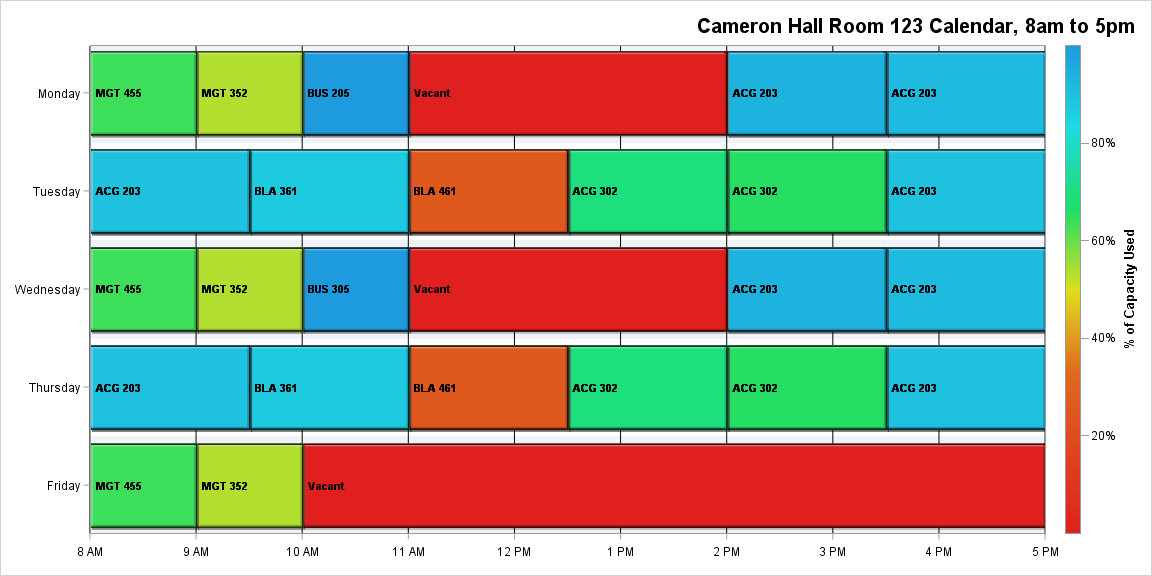 Cameron Hall Room 123 Calendar, 8am to 5pm
Monday
MGT 455
MGT 352
BUS 205
Vacant
ACG 203
ACG 203
Tuesday
ACG 203
BLA 361
BLA 461
ACG 302
ACG 302
ACG 203
Wednesday
MGT 455
MGT 352
BUS 305
Vacant
ACG 203
ACG 203
Thursday
ACG 203
BLA 361
BLA 461
ACG 302
ACG 302
ACG 203
Friday
MGT 455
MGT 352
Vacant
8 AM
9 AM
10 AM
11 AM
12 PM
1 PM
2 PM
3 PM
4 PM
5 PM
80%
60%
40%
20%
% of Capacity Used